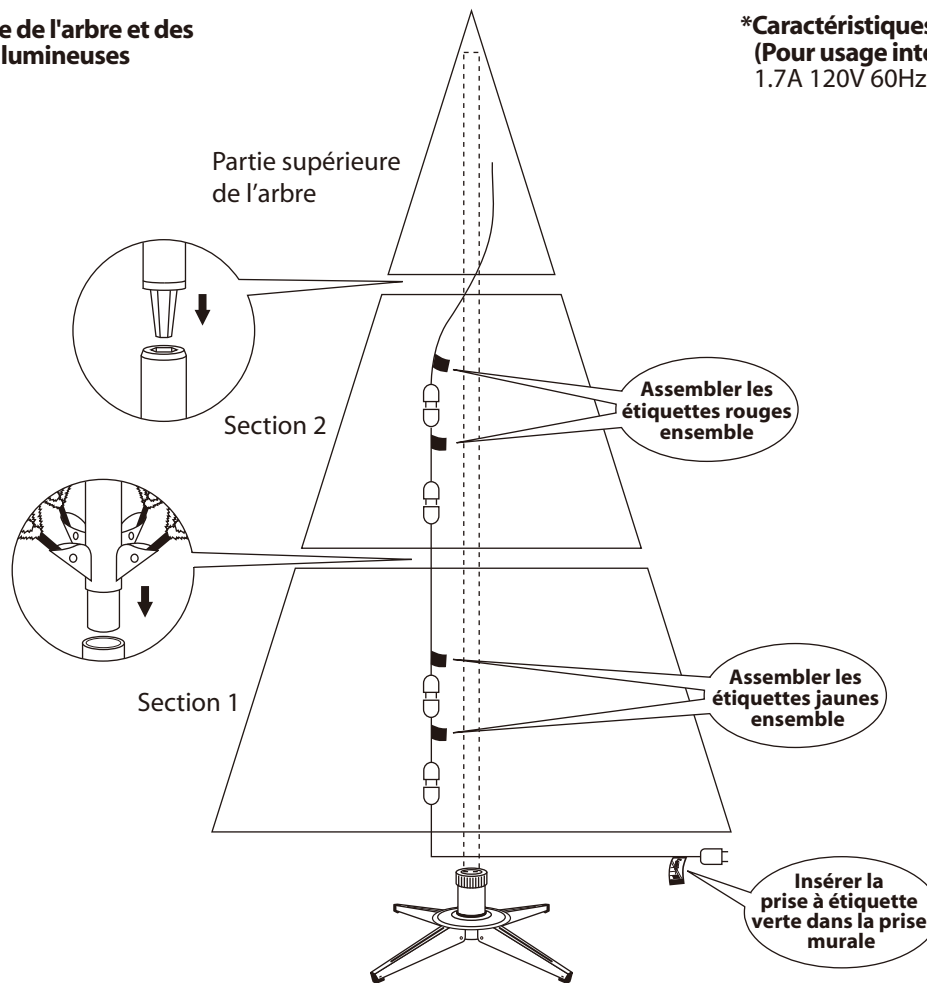 e de l'arbre et des
lumineuses
*Caractéristiques
(Pour usage inté
1.7A 120V 60Hz
Partie supérieure
de l’arbre
Assembler les
étiquettes rouges
ensemble
Section 2
Assembler les
étiquettes jaunes
ensemble
Section 1
Insérer la
prise à étiquette
verte dans la prise
murale